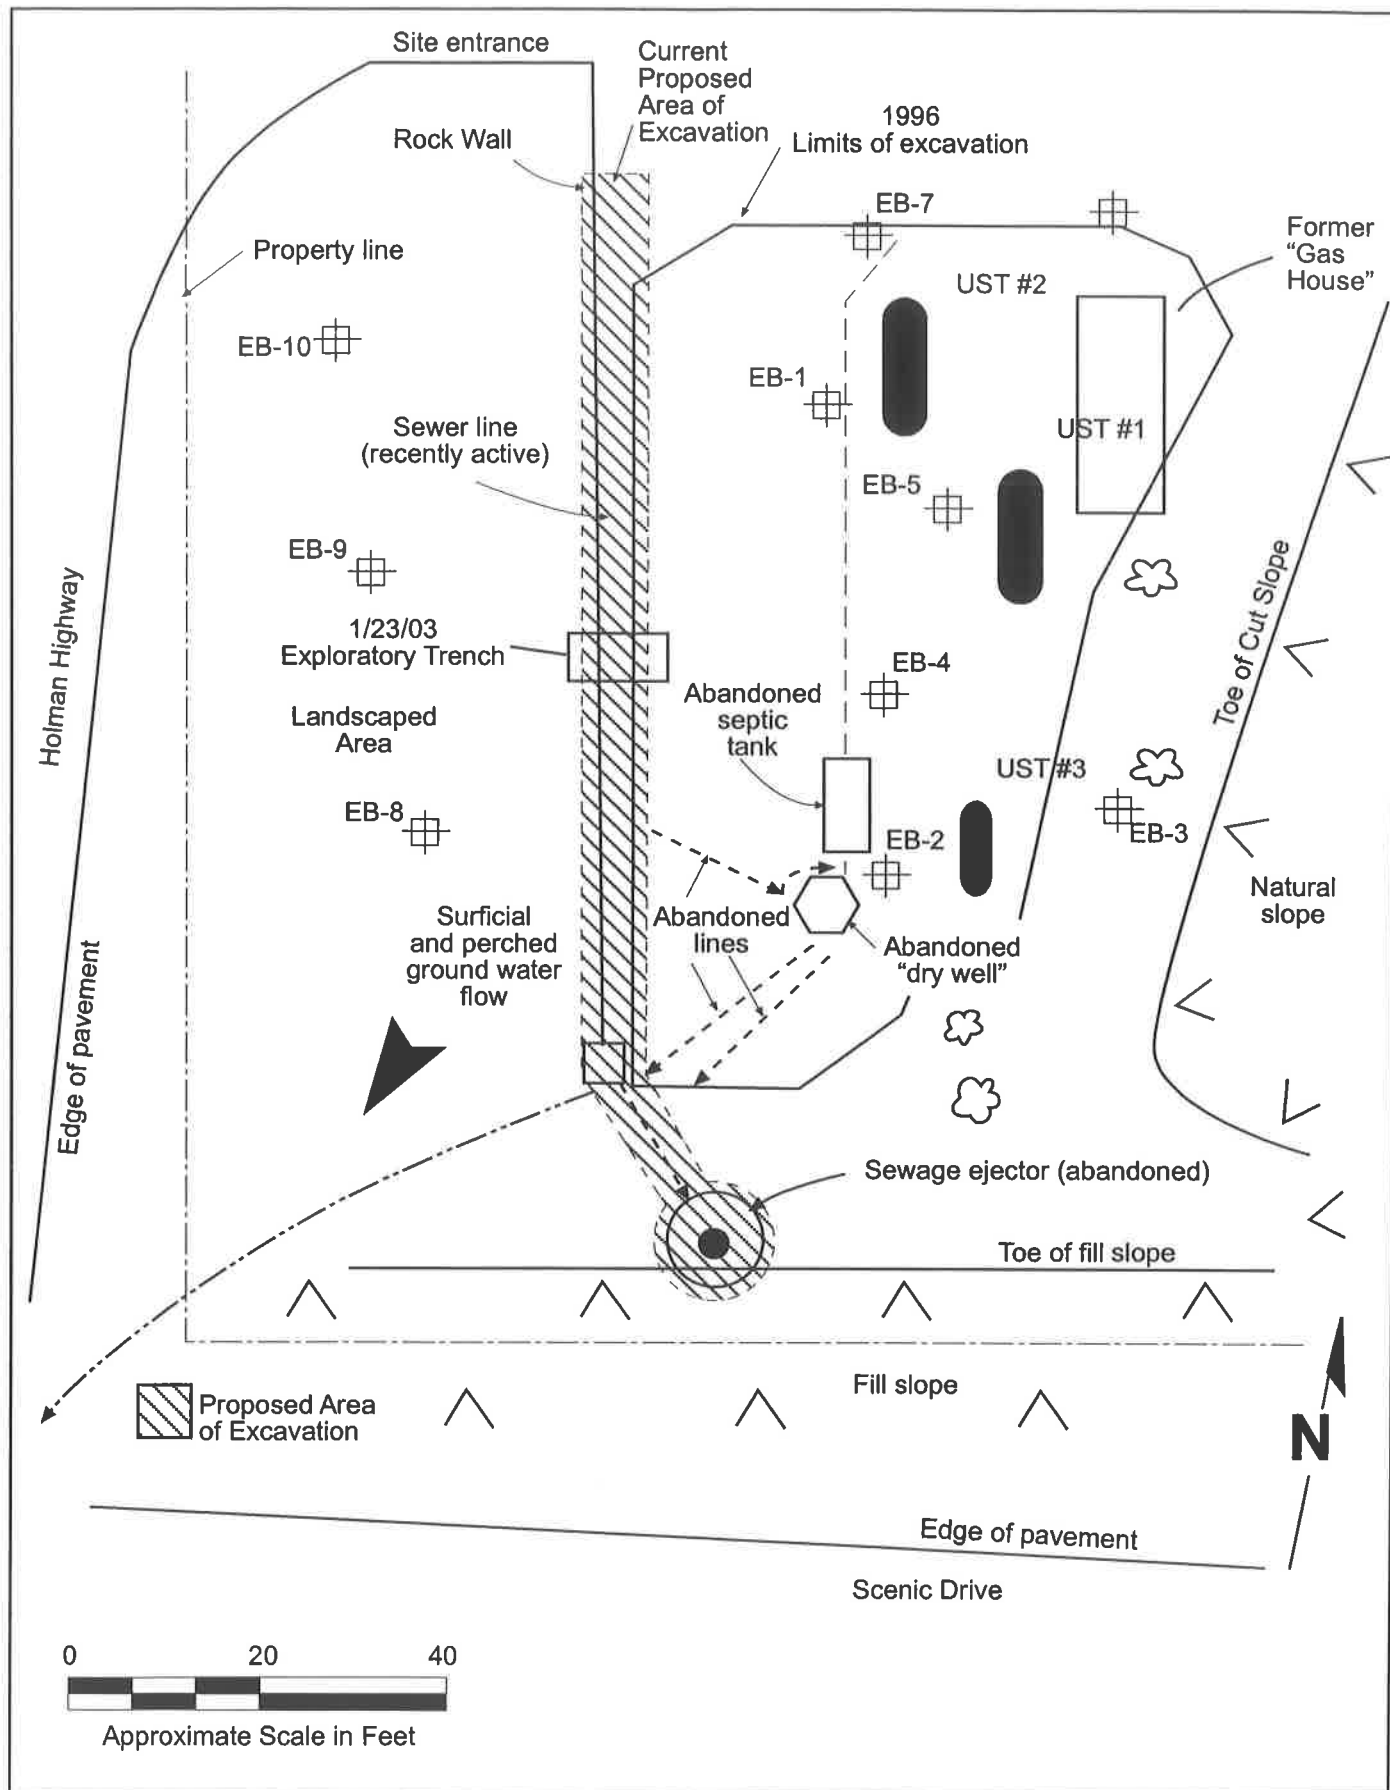 Site entrance
Current
Proposed
Area of
Excavation
1996
Limits of excavation
Rock Wall
EB-7
Former
“Gas
House”
Property line
UST #2
EB-10
EB-1
Sewer line
(recently active)
UST #1
EB-5
EB-9
Toe of Cut Slope
Holman Highway
1/23/03
Exploratory Trench
EB-4
Abandoned
septic
tank
Landscaped
Area
UST #3
EB-8
EB-2
EB-3
Natural
slope
Surficial
and perched
ground water
flow
Abandoned
lines
Abandoned
“dry well”
Edge of pavement
Sewage ejector (abandoned)
Toe of fill slope
Fill slope
Proposed Area
of Excavation
N
Edge of pavement
Scenic Drive
0 20 40
Approximate Scale in Feet